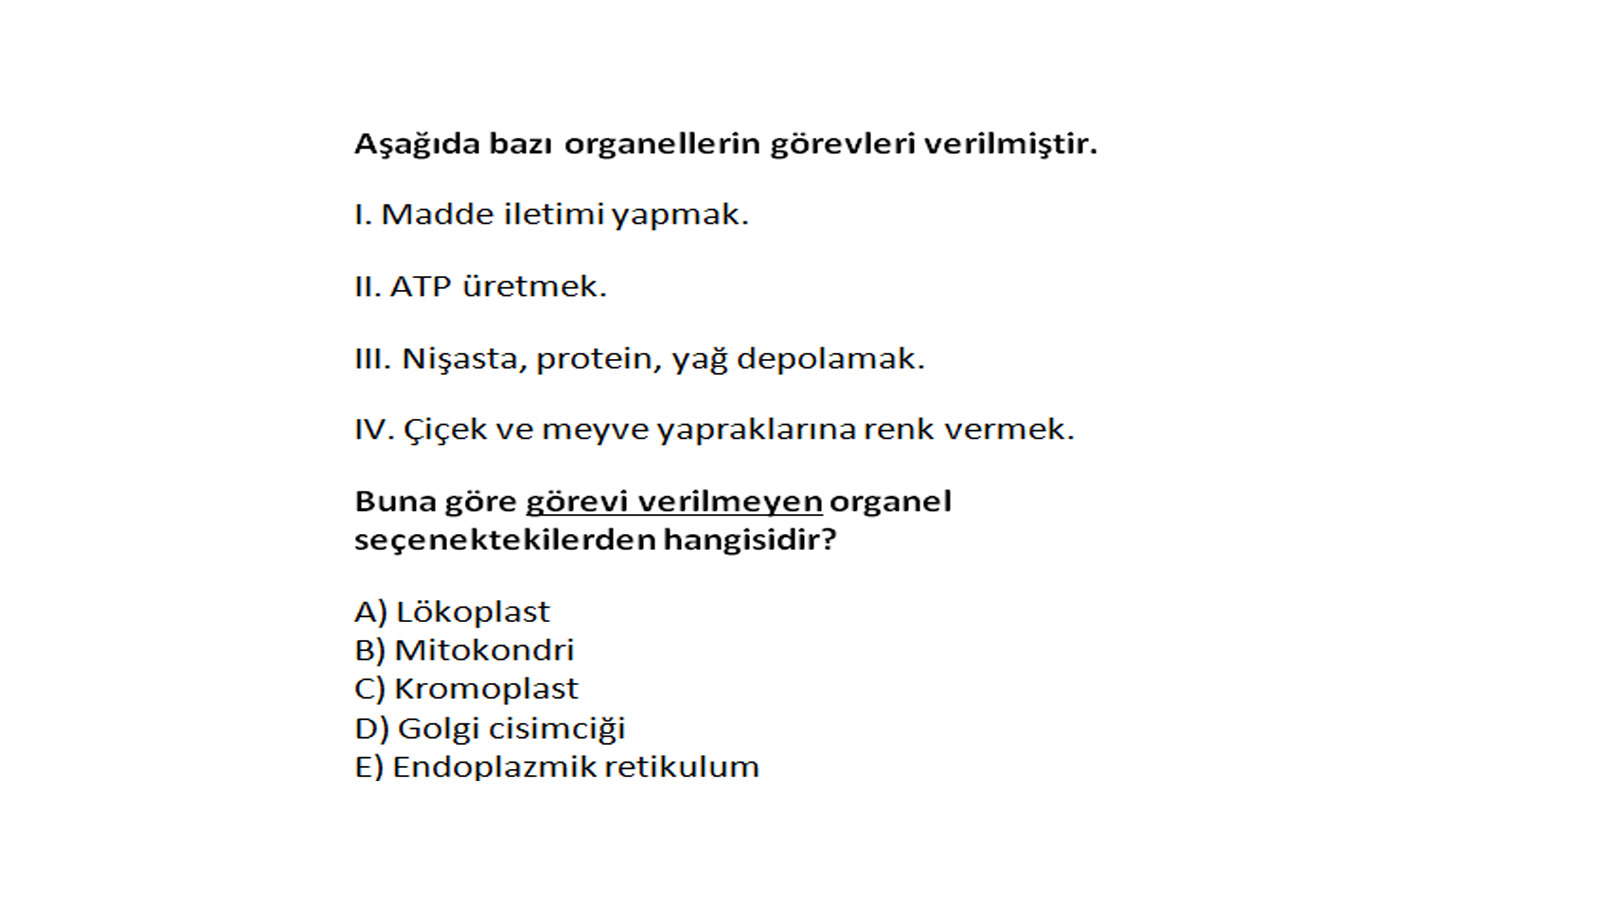 Aşağıda bazı organellerin görevleri verilmiştir.
I. Madde iletimi yapmak.
II. ATP üretmek.
III. Nişasta, protein, yağ depolamak.
IV. Çiçek ve meyve yapraklarına renk vermek.
Buna göre görevi verilmeyen organel
seçenektekilerden hangisidir?
A) Lökoplast
B) Mitokondri
C) Kromoplast
D) Golgi cisimciği
E) Endoplazmik retikulum